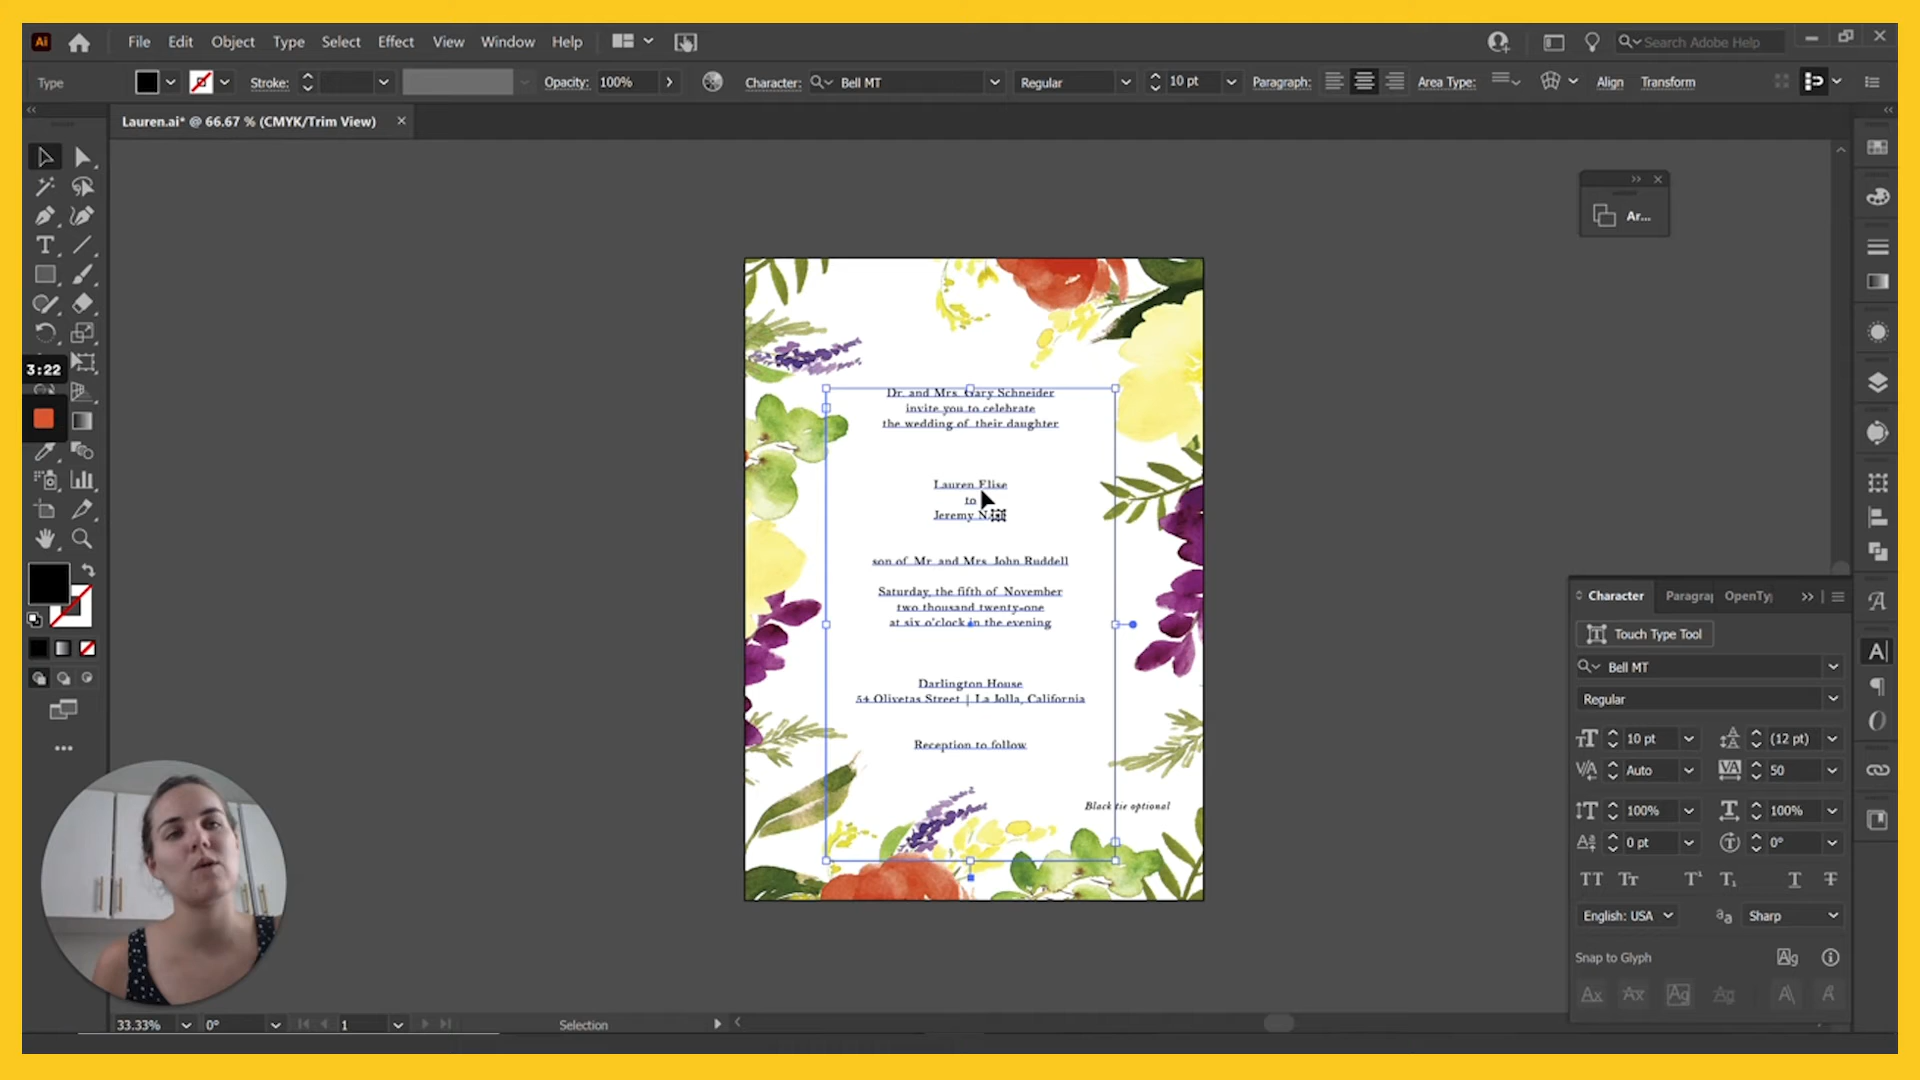 Ai File Edit Object Type Select Effect View Window Help Search Adobe Help
Type Stroke: Opacity: 100% Character: Bell MT Regular 10 pt Paragraph: Area Type: Align Transform
Lauren.ai* @ 66.67 % (CMYK/Trim View)
Ar...
3:22
Dr. and Mrs. Gary Schneider
invite you to celebrate
the wedding of their daughter
Lauren Elise
to
Jeremy
son of Mr. and Mrs. John Ruddell
Saturday, the fifth of November
two thousand twenty-one
at six o'clock in the evening
Darlington House
54 Olivetas Street | La Jolla, California
Reception to follow
Black tie optional
Character Paragraj OpenTy
Touch Type Tool
Bell MT
Regular
10 pt (12 pt)
Auto 50
100% 100%
0 pt 0°
English: USA Sharp
Snap to Glyph
33.33% 0° 1 Selection